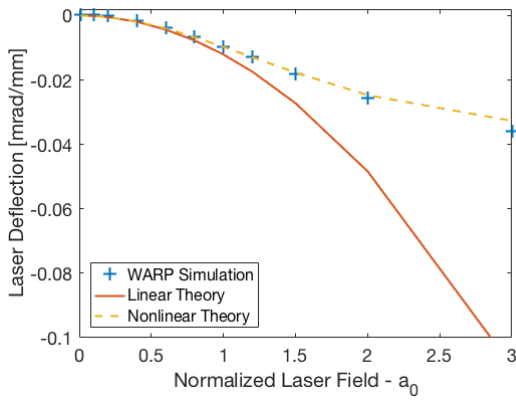 0
-0.02
-0.04
-0.06
-0.08
-0.1
Laser Deflection [mrad/mm]
WARP Simulation
Linear Theory
Nonlinear Theory
0 0.5 1 1.5 2 2.5 3
Normalized Laser Field - a0